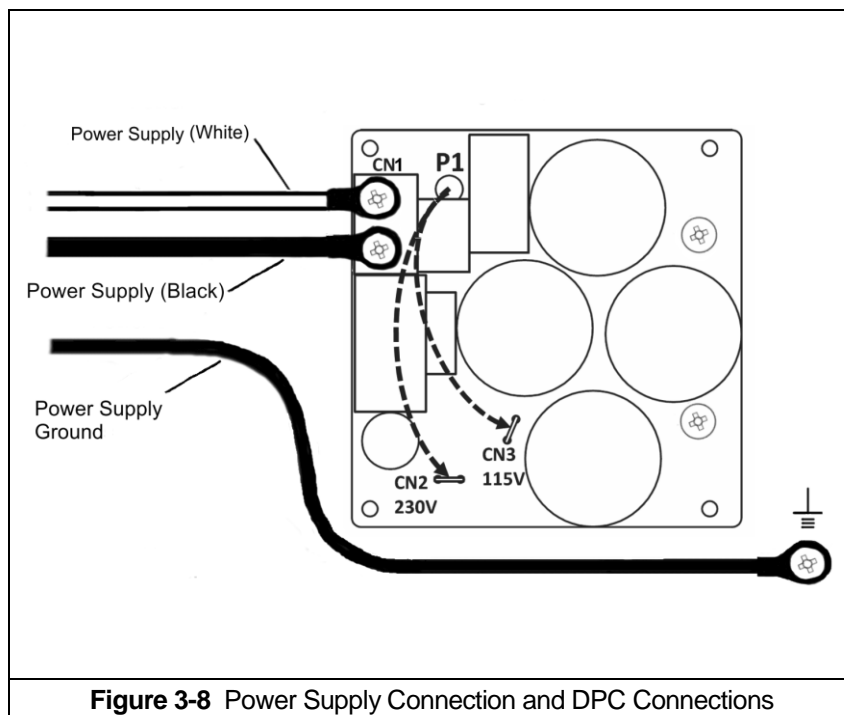 Power Supply (White)
CN1
P1
Power Supply (Black)
Power Supply
Ground
CN3
115V
CN2
230V
Figure 3-8 Power Supply Connection and DPC Connections